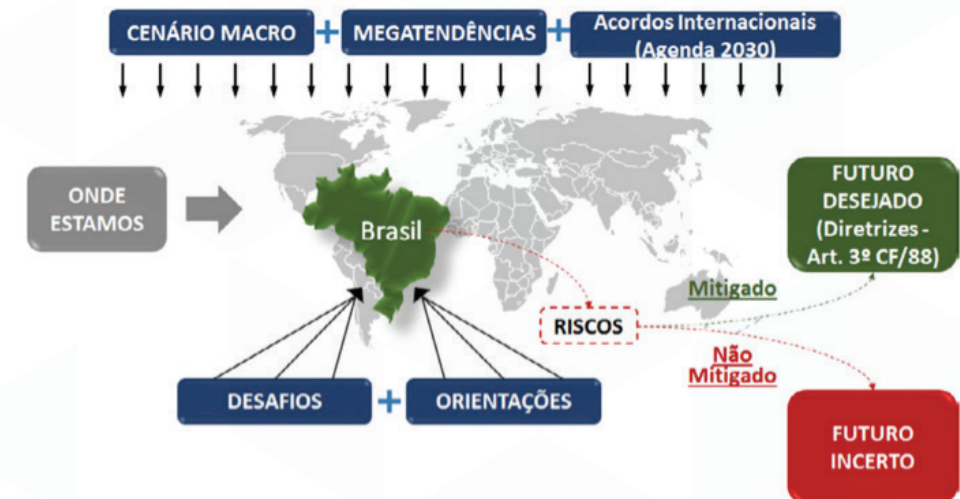 CENÁRIO MACRO + MEGATENDÊNCIAS + Acordos Internacionais
(Agenda 2030)
ONDE
ESTAMOS
Brasil
FUTURO
DESEJADO
(Diretrizes -
Art. 3º CF/88)
Mitigado
RISCOS
Não
Mitigado
DESAFIOS + ORIENTAÇÕES
FUTURO
INCERTO